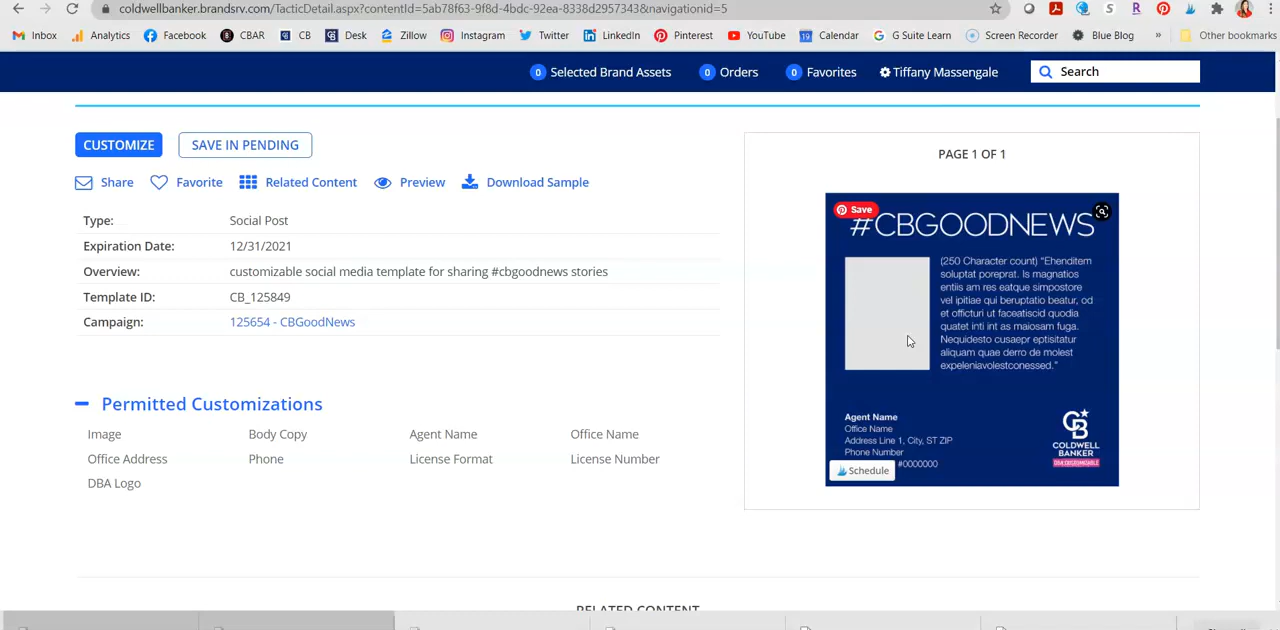 coldwellbanker.brandsrv.com/TacticDetail.aspx?contentId=5ab78f63-9f8d-4bdc-92ea-8338d2957343&navigationid=5
Inbox Analytics Facebook CBAR CB Desk Zillow Instagram Twitter LinkedIn Pinterest YouTube Calendar G Suite Learn Screen Recorder Blue Blog » Other bookmarks
0 Selected Brand Assets 0 Orders 0 Favorites Tiffany Massengale Search
CUSTOMIZE SAVE IN PENDING
Share Favorite Related Content Preview Download Sample
Type: Social Post
Expiration Date: 12/31/2021
Overview: customizable social media template for sharing #cbgoodnews stories
Template ID: CB_125849
Campaign: 125654 - CBGoodNews
Permitted Customizations
Image Body Copy Agent Name Office Name
Office Address Phone License Format License Number
DBA Logo
PAGE 1 OF 1
Save
#CBGOODNEWS
(250 Character count) “Ehenditem
soluptat poreprat. Is magnatios
entiis am res eatque simpostore
vel ipitiae qui beruptatio beatur, od
et officturi ut faceatiscid quodia
quatet inti int as maiosam fuga.
Nequidesto cusaepr eptisitatur
aliquam quae derro de molest
expeleniavolestconessed.”
Agent Name
Office Name
Address Line 1, City, ST ZIP
Phone Number
#0000000
Schedule
CB
COLDWELL
BANKER
RELATED CONTENT